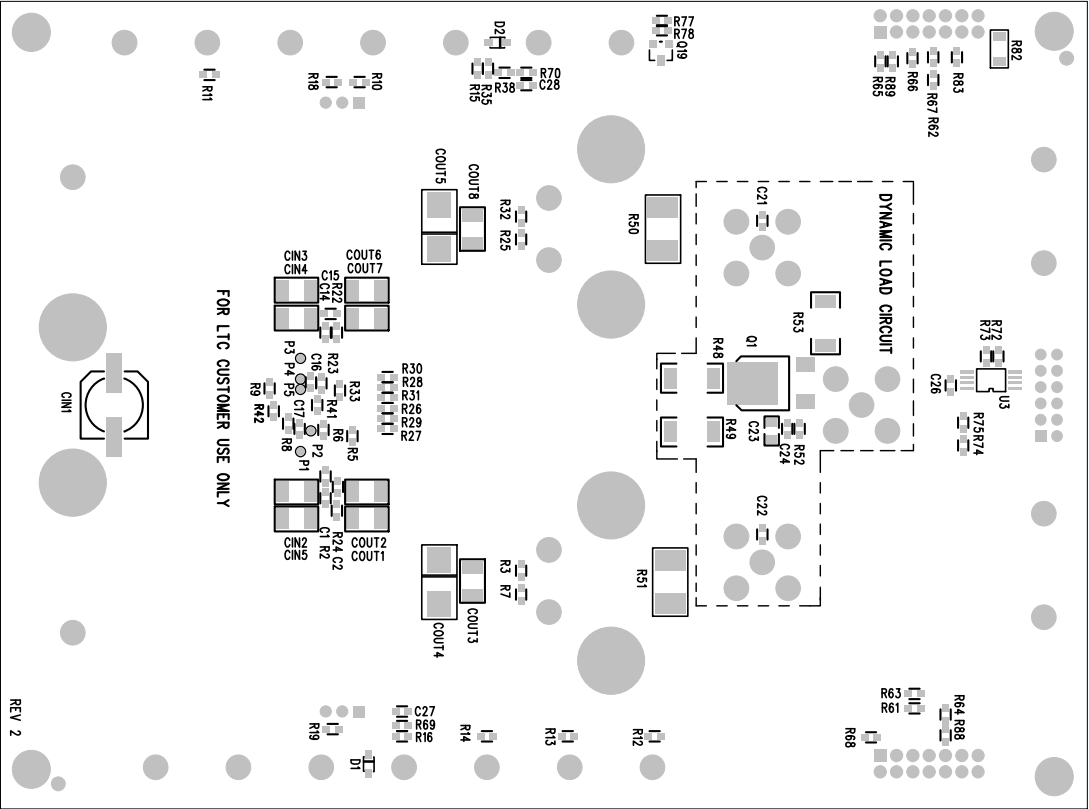 D2
R77
R78
Q19
R82
R11
R18
R10
R15
R35
R38
R70
C28
R65
R89
R66
R67
R62
R83
COUT5
COUT8
R32
R25
R50
C21
DYNAMIC LOAD CIRCUIT
CIN3
CIN4
COUT6
COUT7
C15
C14
R22
FOR LTC CUSTOMER USE ONLY
P3
P4
P5
C16
R23
R33
R9
R42
R41
C17
R8
R6
P2
R5
P1
R30
R28
R31
R26
R29
R27
CIN1
R48
Q1
R53
R49
C23
C24
R52
R73
R72
C26
U3
R75
R74
CIN2
CIN5
C1
R2
R24
C2
COUT2
COUT1
R3
R7
C22
R51
COUT4
COUT3
REV 2
R19
D1
C27
R69
R16
R14
R13
R12
R63
R61
R64
R88
R68